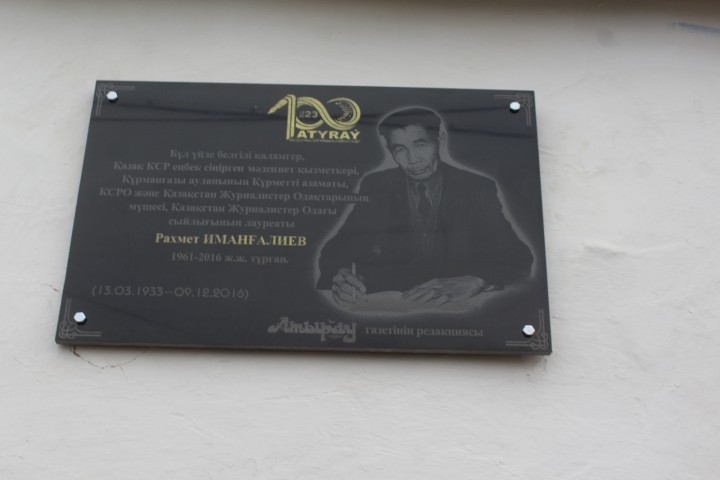 100
1923
ATYRAÝ
Бұл үйде белгілі қаламгер,
Қазақ КСР еңбек сіңірген мәдениет қызметкері,
Құрманғазы ауданының Құрметті азаматы,
КСРО және Қазақстан Журналистер Одақтарының
мүшесі, Қазақстан Журналистер Одағы
сыйлығының лауреаты
Рахмет ИМАНҒАЛИЕВ
1961-2016 ж.ж. тұрған.
(13.03.1933–09.12.2016)
Атырау газетінің редакциясы